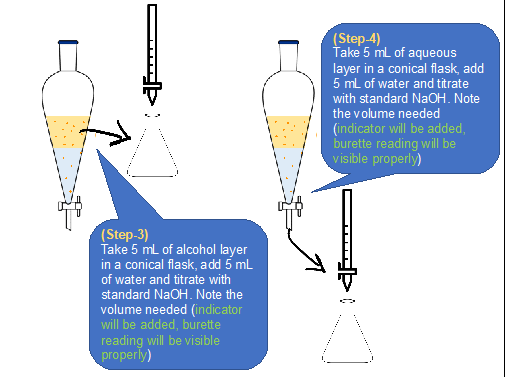 (Step-4)
Take 5 mL of aqueous
layer in a conical flask, add
5 mL of water and titrate
with standard NaOH. Note
the volume needed
(indicator will be added,
burette reading will be
visible properly)
(Step-3)
Take 5 mL of alcohol layer
in a conical flask, add 5 mL
of water and titrate with
standard NaOH. Note the
volume needed (indicator
will be added, burette
reading will be visible
properly)